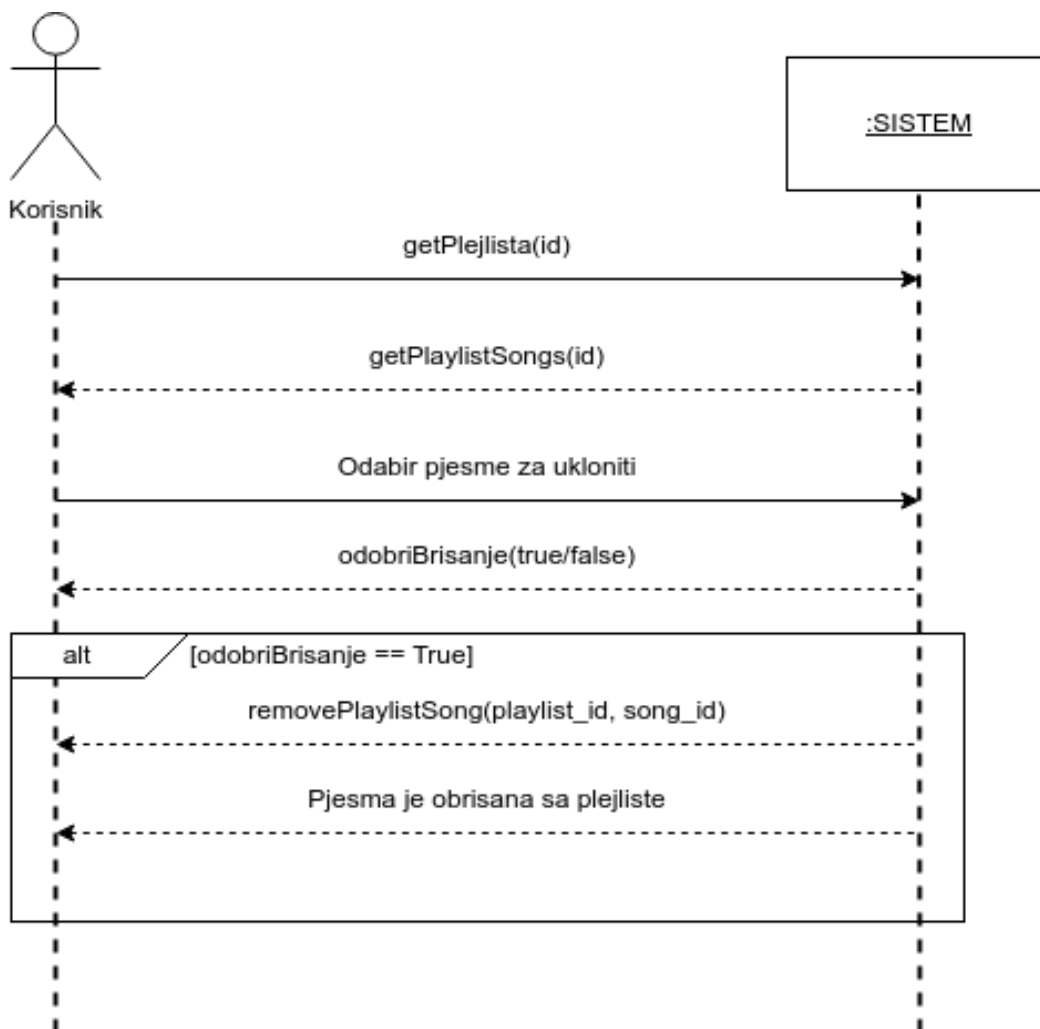 :SISTEM
Korisnik
getPlejlista(id)
getPlaylistSongs(id)
Odabir pjesme za ukloniti
odobriBrisanje(true/false)
alt
[odobriBrisanje == True]
removePlaylistSong(playlist_id, song_id)
Pjesma je obrisana sa plejliste